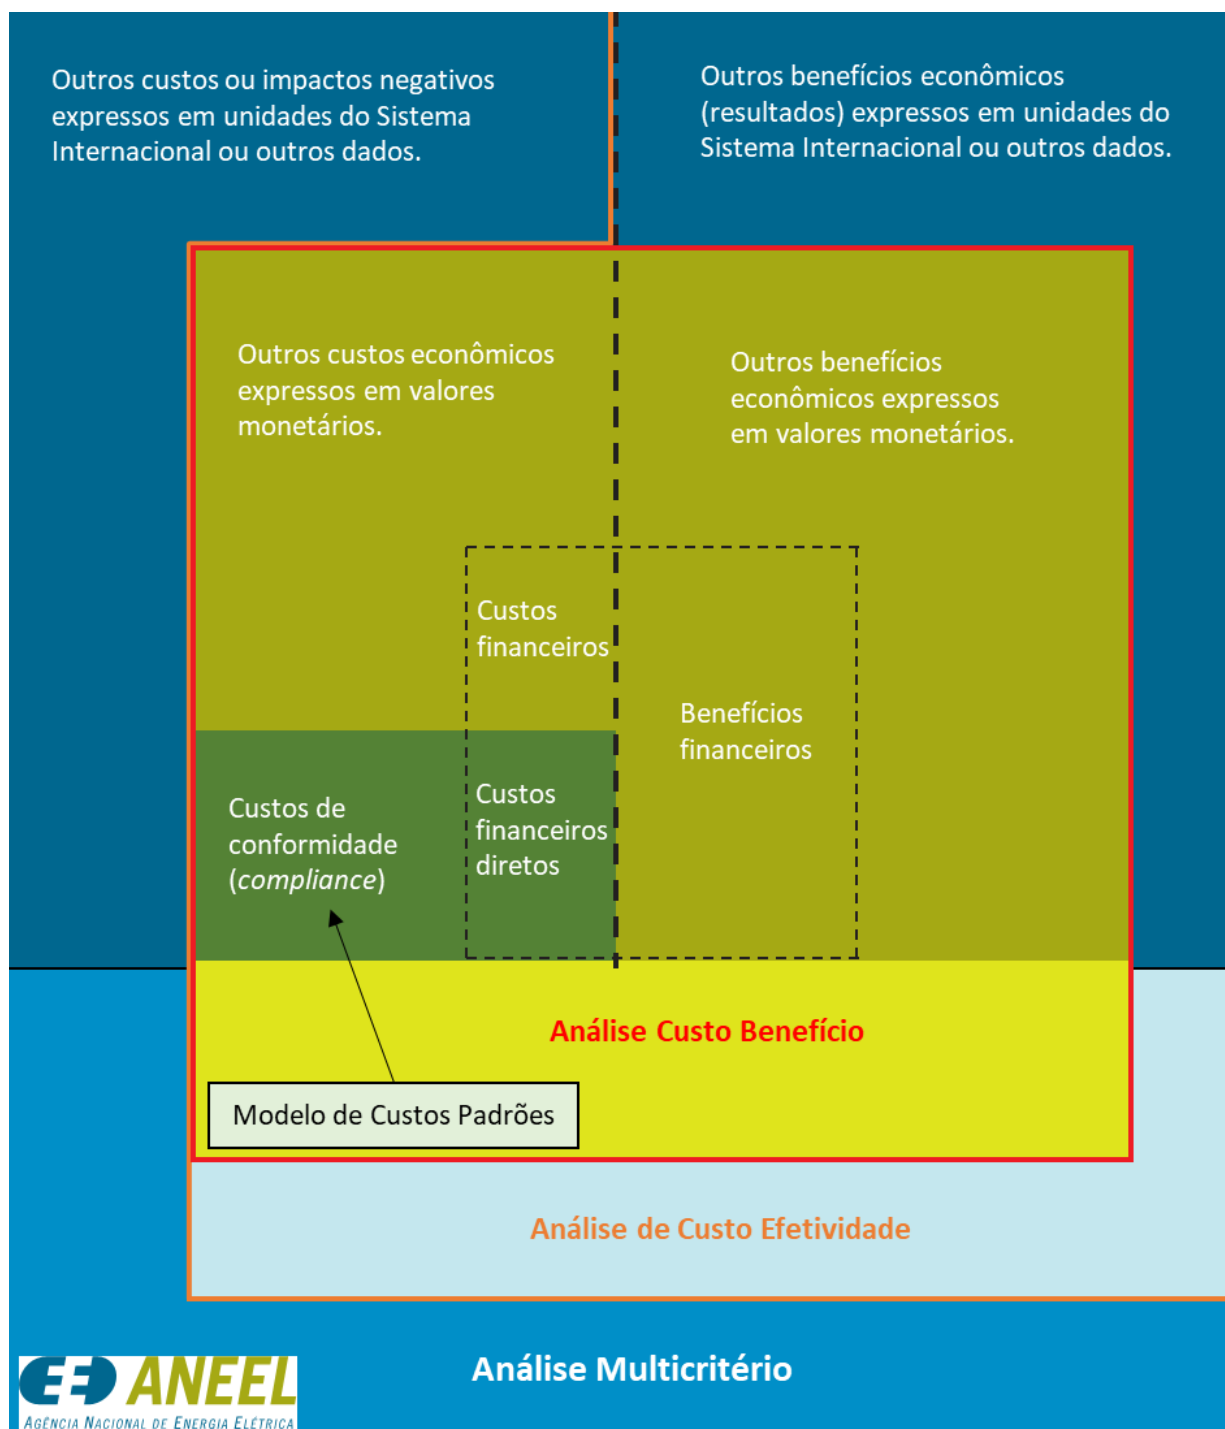 Outros custos ou impactos negativos
expressos em unidades do Sistema
Internacional ou outros dados.
Outros benefícios econômicos
(resultados) expressos em unidades do
Sistema Internacional ou outros dados.
Outros custos econômicos
expressos em valores
monetários.
Outros benefícios
econômicos expressos
em valores monetários.
Custos
financeiros
Benefícios
financeiros
Custos de
conformidade
(compliance)
Custos
financeiros
diretos
Análise Custo Benefício
Modelo de Custos Padrões
Análise de Custo Efetividade
Análise Multicritério
ANEEL
AGÊNCIA NACIONAL DE ENERGIA ELÉTRICA